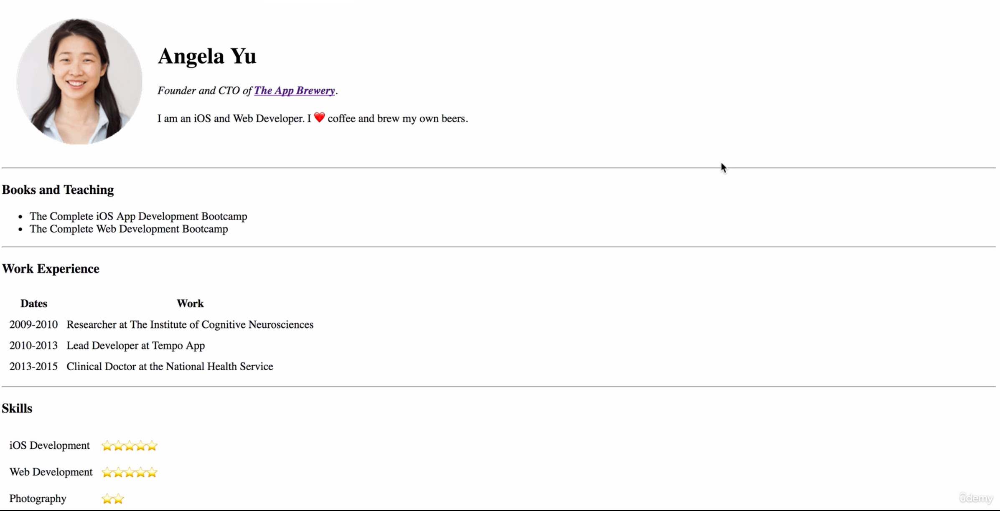 Angela Yu
Founder and CTO of The App Brewery.
I am an iOS and Web Developer. I ❤️ coffee and brew my own beers.
Books and Teaching
• The Complete iOS App Development Bootcamp
• The Complete Web Development Bootcamp
Work Experience
Dates Work
2009-2010 Researcher at The Institute of Cognitive Neurosciences
2010-2013 Lead Developer at Tempo App
2013-2015 Clinical Doctor at the National Health Service
Skills
iOS Development ⭐⭐⭐⭐⭐
Web Development ⭐⭐⭐⭐⭐
Photography ⭐⭐
ûdemy